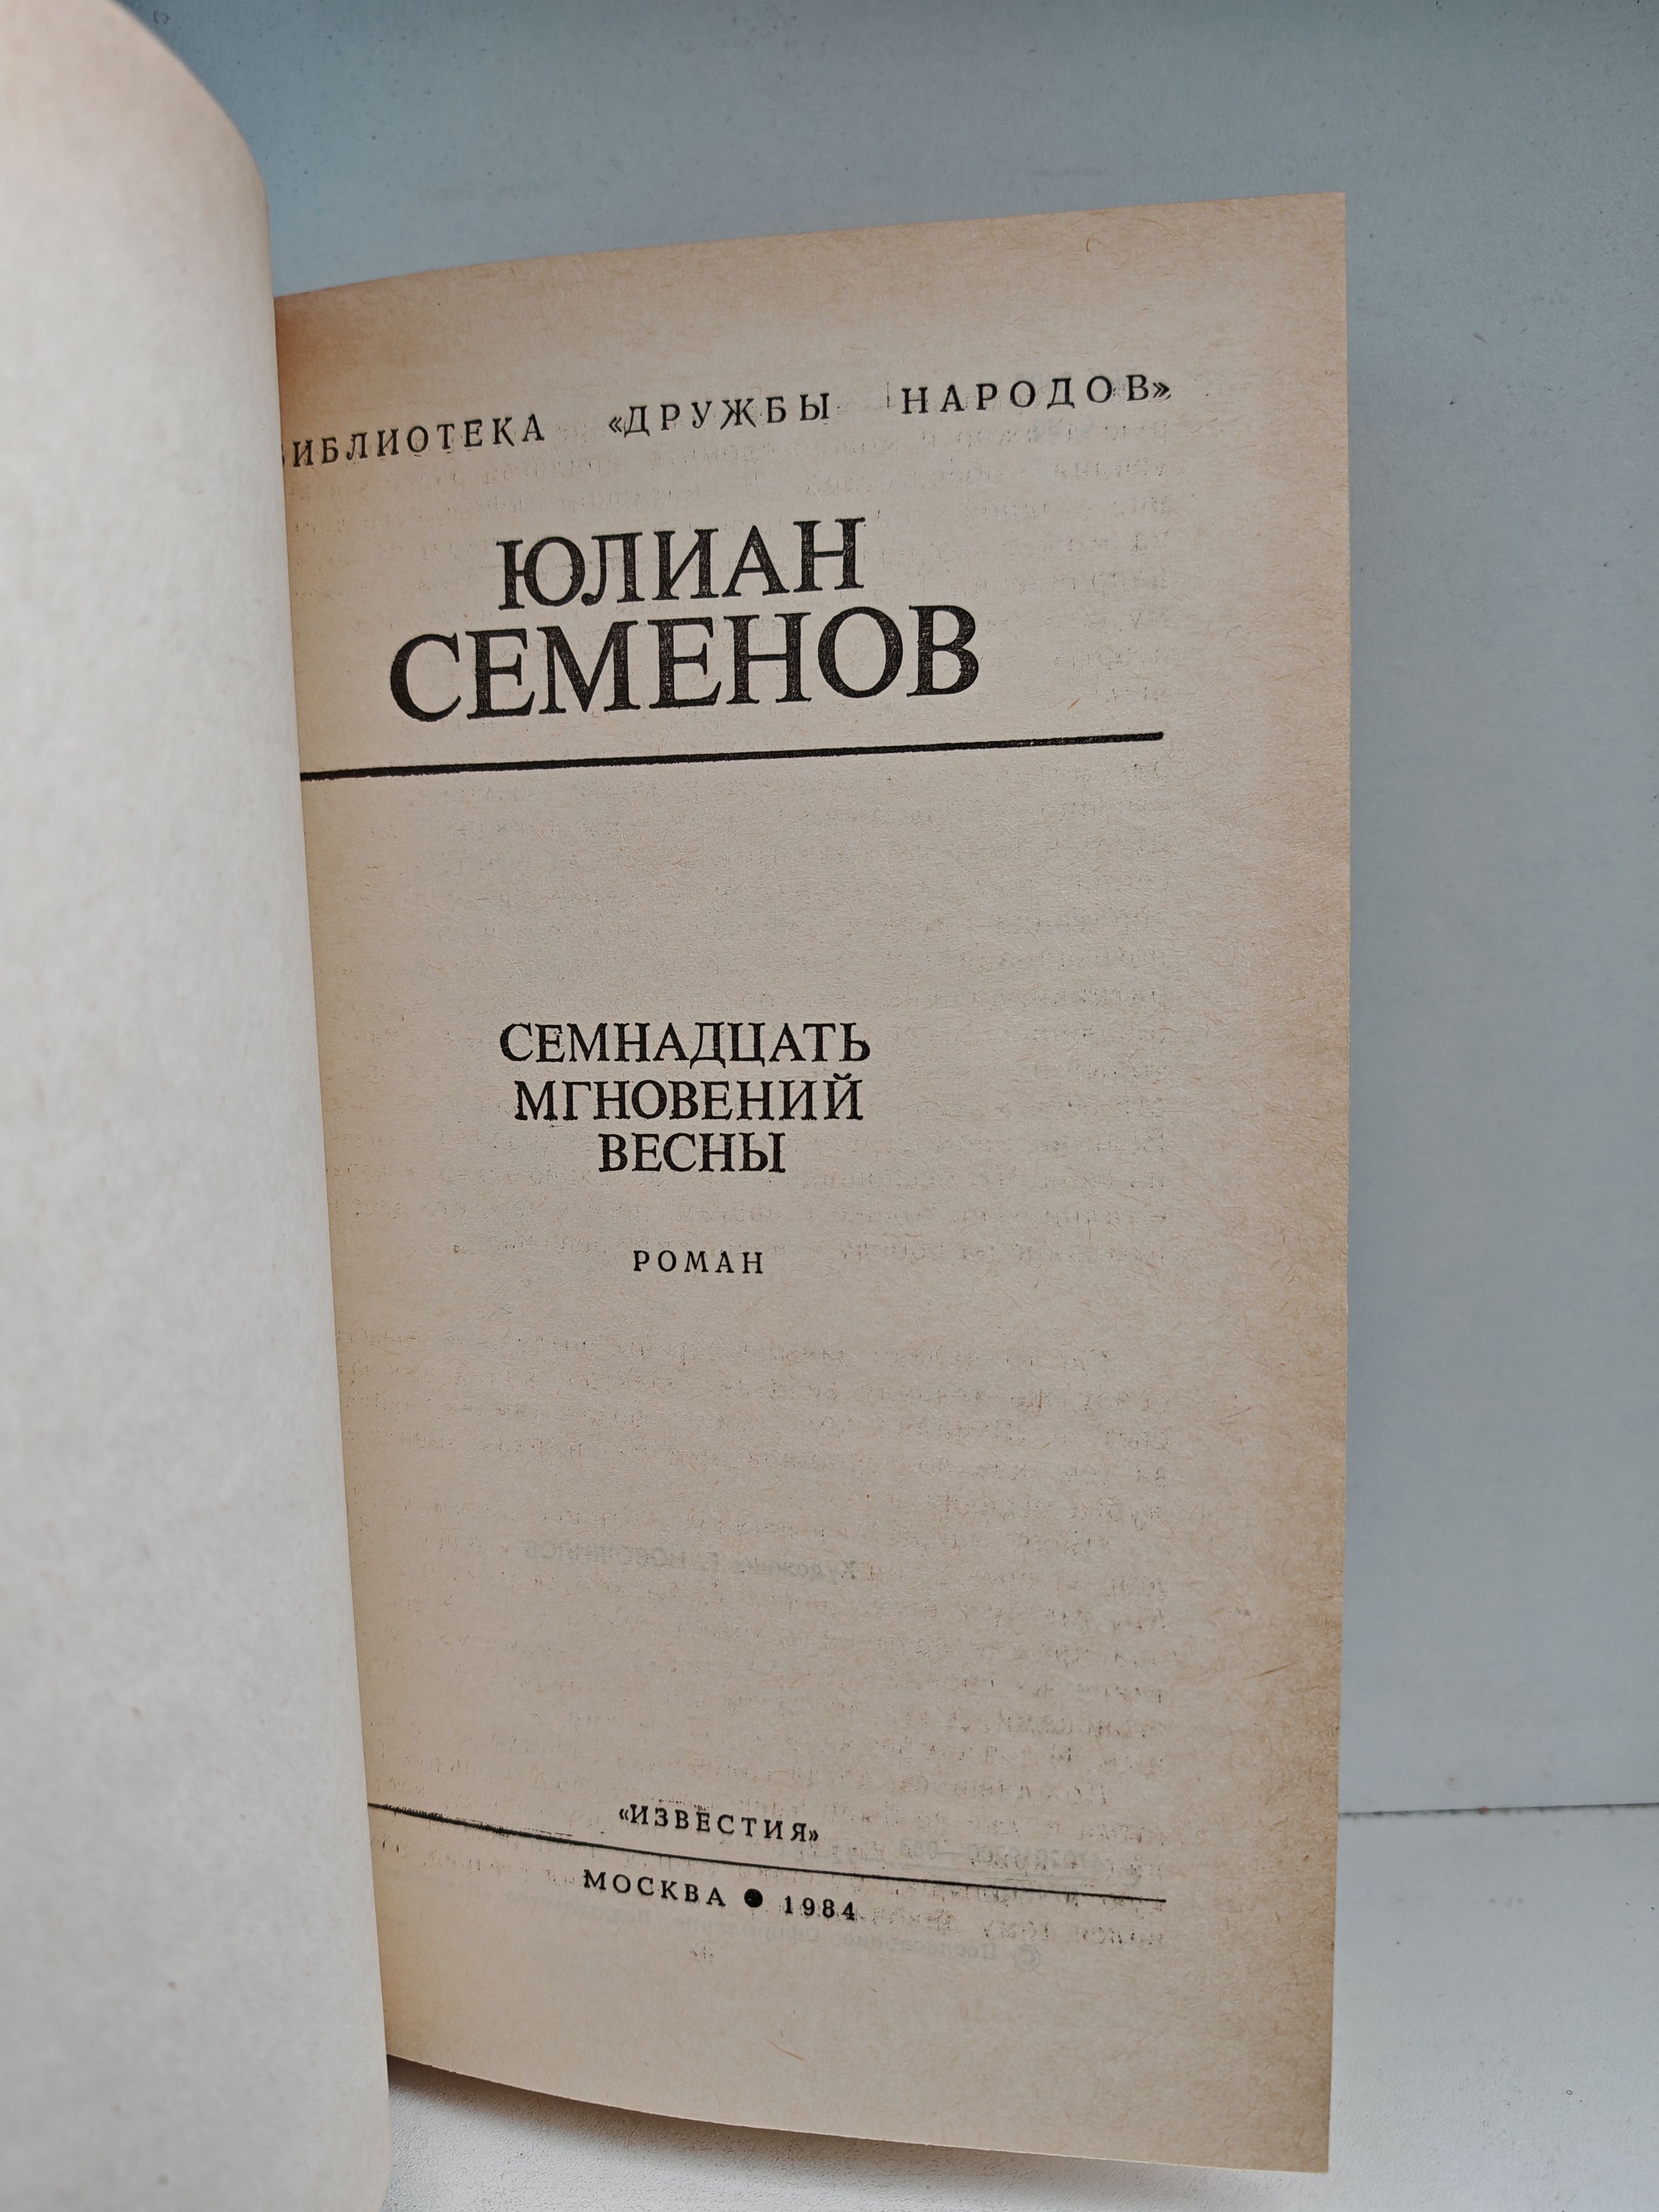 БИБЛИОТЕКА «ДРУЖБЫ НАРОДОВ»
ЮЛИАН
СЕМЕНОВ
СЕМНАДЦАТЬ
МГНОВЕНИЙ
ВЕСНЫ
РОМАН
«ИЗВЕСТИЯ»
МОСКВА ● 1984